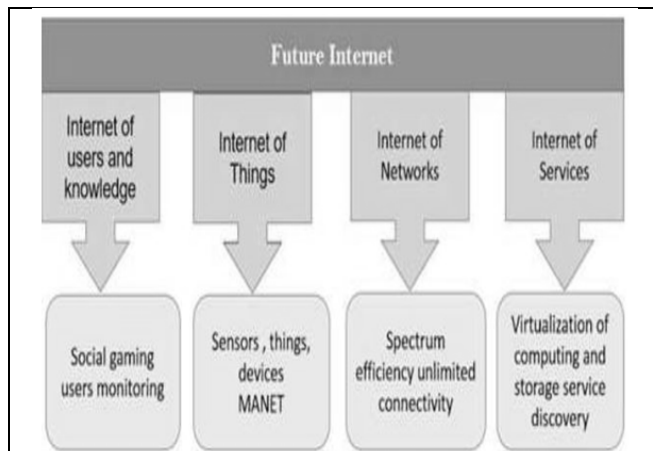 Future Internet
Internet of
users and
knowledge
Internet of
Things
Internet of
Networks
Internet of
Services
Social gaming
users monitoring
Sensors , things,
devices
MANET
Spectrum
efficiency unlimited
connectivity
Virtualization of
computing and
storage service
discovery